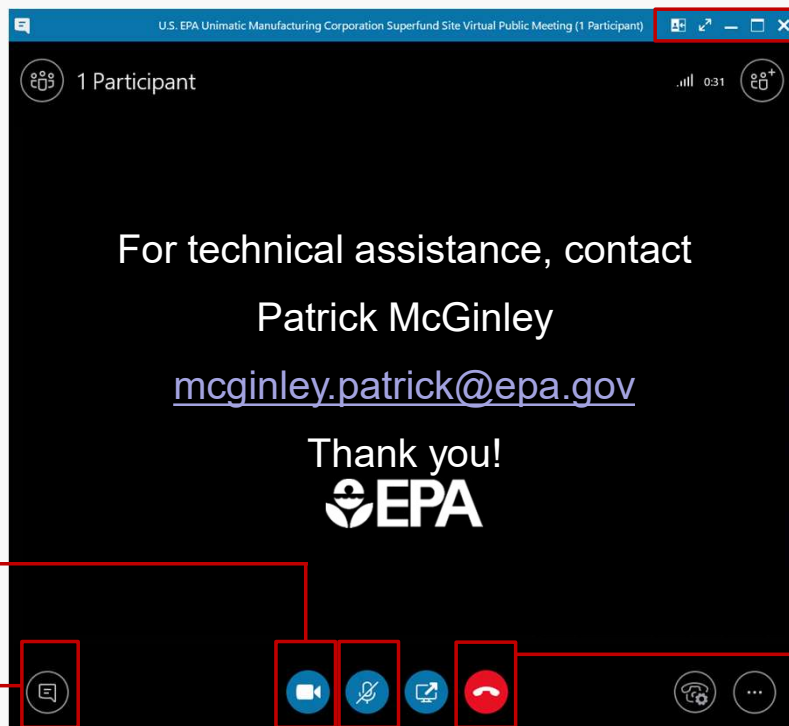 U.S. EPA Unimatic Manufacturing Corporation Superfund Site Virtual Public Meeting (1 Participant)
1 Participant
0:31
For technical assistance, contact
Patrick McGinley
mcginley.patrick@epa.gov
Thank you!
EPA